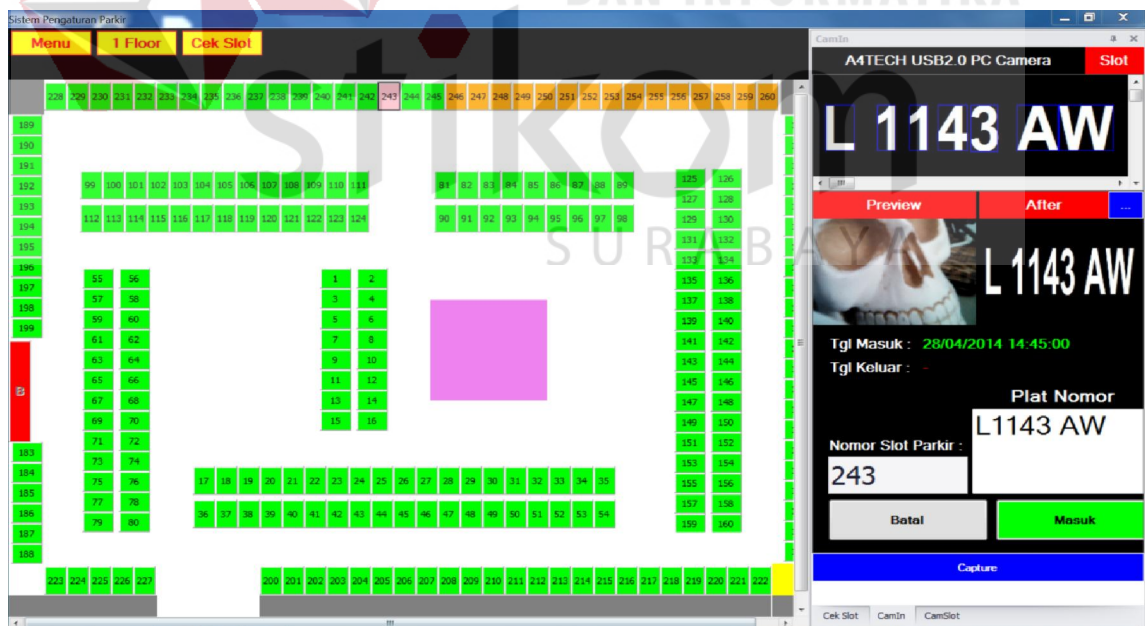 DAN INFORMATIKA
Sistem Pengaturan Parkir
Menu 1 Floor Cek Slot
228 229 230 231 232 233 234 235 236 237 238 239 240 241 242 243 244 245 246 247 248 249 250 251 252 253 254 255 256 257 258 259 260
189
190
191
192
193
194
195
196
197
198
199
B
183
184
185
186
187
188
99 100 101 102 103 104 105 106 107 108 109 110 111
112 113 114 115 116 117 118 119 120 121 122 123 124
81 82 83 84 85 86 87 88 89
90 91 92 93 94 95 96 97 98
125 126
127 128
129 130
131 132
133 134
135 136
137 138
139 140
141 142
143 144
145 146
147 148
149 150
151 152
153 154
155 156
157 158
159 160
55 56
57 58
59 60
61 62
63 64
65 66
67 68
69 70
71 72
73 74
75 76
77 78
79 80
1 2
3 4
5 6
7 8
9 10
11 12
13 14
15 16
17 18 19 20 21 22 23 24 25 26 27 28 29 30 31 32 33 34 35
36 37 38 39 40 41 42 43 44 45 46 47 48 49 50 51 52 53 54
223 224 225 226 227
200 201 202 203 204 205 206 207 208 209 210 211 212 213 214 215 216 217 218 219 220 221 222
stikom
SURABAYA
CamIn
A4TECH USB2.0 PC Camera Slot
L 1143 AW
Preview After ...
L 1143 AW
Tgl Masuk : 28/04/2014 14:45:00
Tgl Keluar : -
Plat Nomor
L1143 AW
Nomor Slot Parkir :
243
Batal Masuk
Capture
Cek Slot CamIn CamSlot